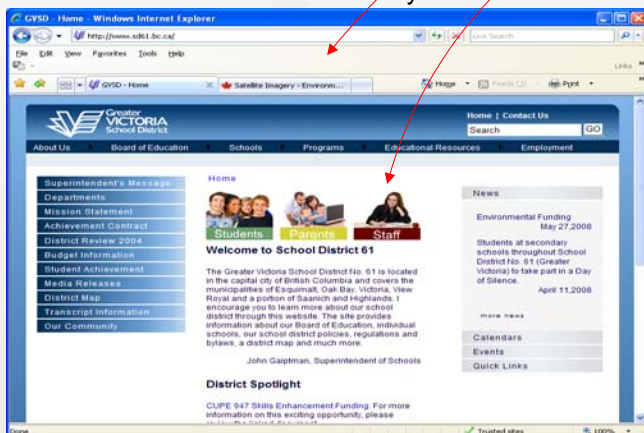 GVSD - Home - Windows Internet Explorer
http://www.sd61.bc.ca/
Live Search
File Edit View Favorites Tools Help
Links
GVSD - Home
Satellite Imagery - Environm...
Home
Feeds
Print
Greater
VICTORIA
School District
Home | Contact Us
Search
GO
About Us
Board of Education
Schools
Programs
Educational Resources
Employment
Superintendent's Message
Departments
Mission Statement
Achievement Contract
District Review 2004
Budget Information
Student Achievement
Media Releases
District Map
Transcript Information
Our Community
Home
Students
Parents
Staff
Welcome to School District 61
The Greater Victoria School District No. 61 is located
in the capital city of British Columbia and covers the
municipalities of Esquimalt, Oak Bay, Victoria, View
Royal and a portion of Saanich and Highlands. I
encourage you to learn more about our school
district through this website. The site provides
information about our Board of Education, individual
schools, our school district policies, regulations and
bylaws, a district map and much more.
John Gaiptman, Superintendent of Schools
District Spotlight
CUPE 947 Skills Enhancement Funding: For more
information on this exciting opportunity, please
News
Environmental Funding
May 27,2008
Students at secondary
schools throughout School
District No. 61 (Greater
Victoria) to take part in a Day
of Silence.
April 11,2008
more news
Calendars
Events
Quick Links
Done
Trusted sites
100%